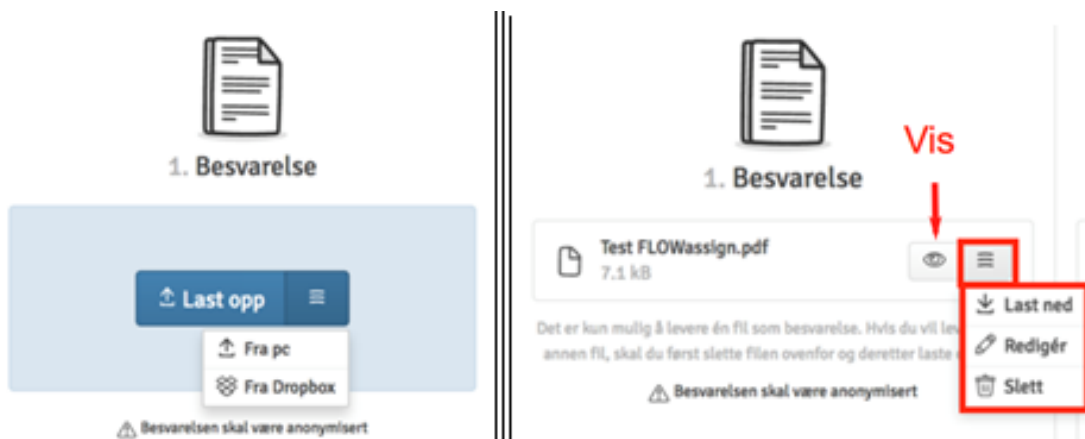 1. Besvarelse
Last opp
Fra pc
Fra Dropbox
Besvarelsen skal være anonymisert
Vis
1. Besvarelse
Test FLOWassign.pdf
7.1 kB
Last ned
Redigér
Slett
Det er kun mulig å levere én fil som besvarelse. Hvis du vil lev
annen fil, skal du først slette filen ovenfor og deretter laste
Besvarelsen skal være anonymisert